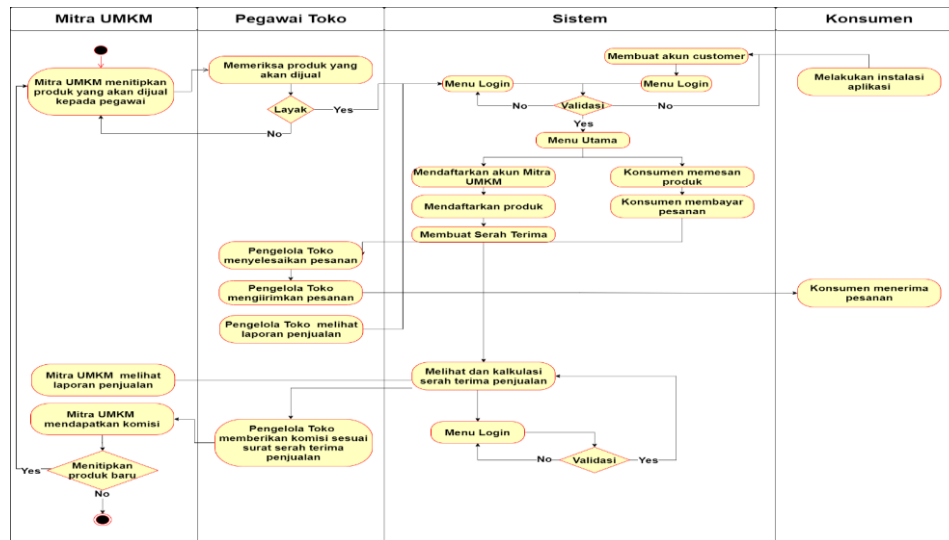 Mitra UMKM
Pegawai Toko
Sistem
Konsumen
Mitra UMKM menitipkan
produk yang akan dijual
kepada pegawai
Memeriksa produk yang
akan dijual
Layak
Yes
No
Menu Login
Membuat akun customer
Menu Login
Melakukan instalasi
aplikasi
No
Validasi
No
Yes
Menu Utama
Mendaftarkan akun Mitra
UMKM
Konsumen memesan
produk
Mendaftarkan produk
Konsumen membayar
pesanan
Membuat Serah Terima
Pengelola Toko
menyelesaikan pesanan
Pengelola Toko
mengiirimkan pesanan
Konsumen menerima
pesanan
Pengelola Toko melihat
laporan penjualan
Mitra UMKM melihat
laporan penjualan
Melihat dan kalkulasi
serah terima penjualan
Mitra UMKM
mendapatkan komisi
Pengelola Toko
memberikan komisi sesuai
surat serah terima
penjualan
Menu Login
No
Validasi
Yes
Yes
Menitipkan
produk baru
No